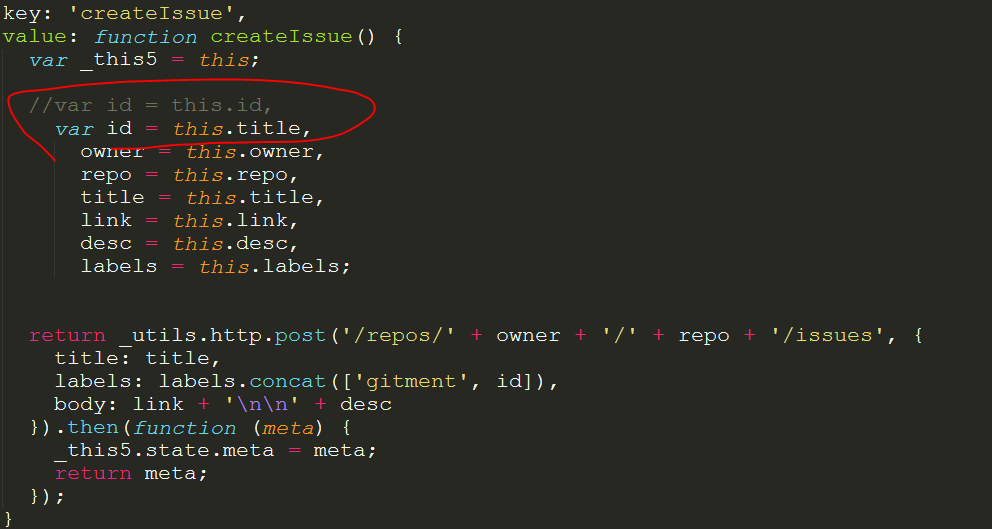 key: 'createIssue',
value: function createIssue() {
var _this5 = this;
//var id = this.id,
var id = this.title,
owner = this.owner,
repo = this.repo,
title = this.title,
link = this.link,
desc = this.desc,
labels = this.labels;
return _utils.http.post('/repos/' + owner + '/' + repo + '/issues', {
title: title,
labels: labels.concat(['gitment', id]),
body: link + '\n\n' + desc
}).then(function (meta) {
_this5.state.meta = meta;
return meta;
});
}